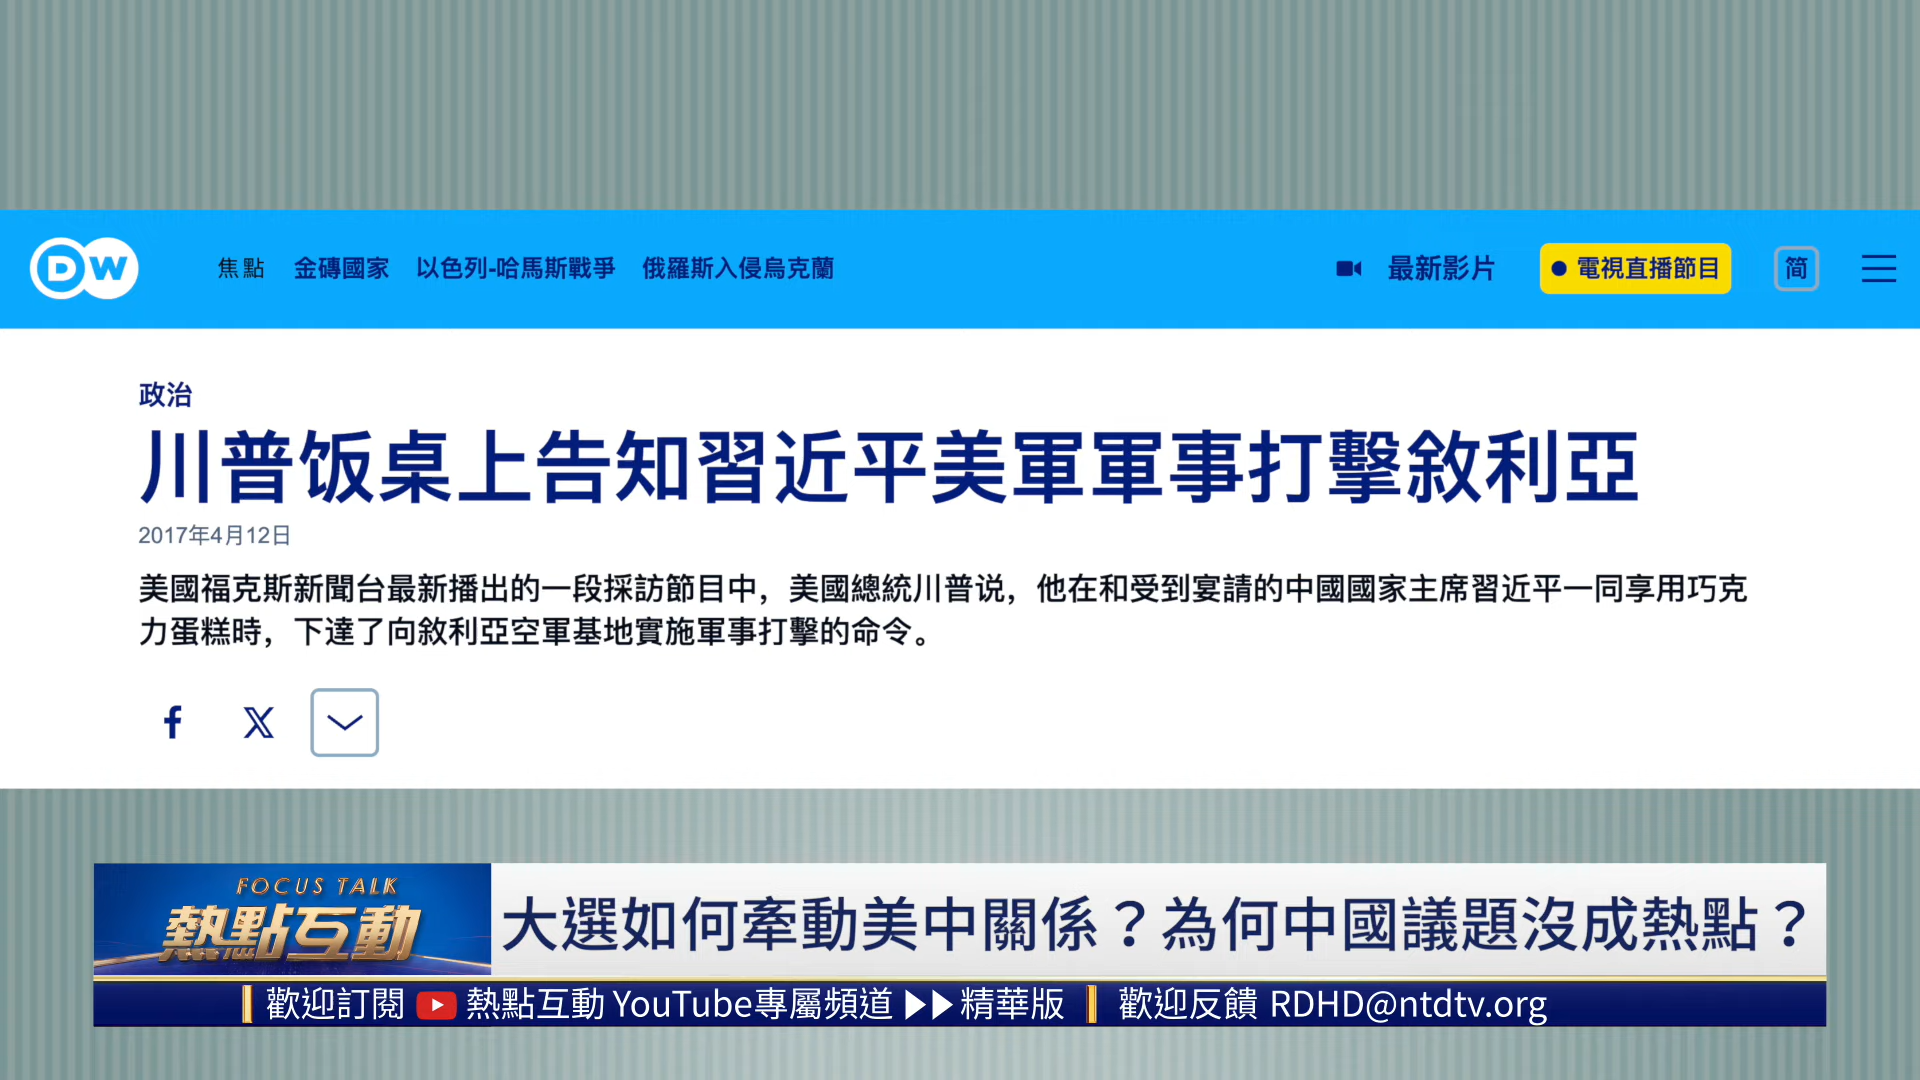 DW 焦點 金磚國家 以色列-哈馬斯戰爭 俄羅斯入侵烏克蘭 最新影片 電視直播節目 简
政治
川普饭桌上告知習近平美軍軍事打擊敘利亞
2017年4月12日
美國福克斯新聞台最新播出的一段採訪節目中，美國總統川普说，他在和受到宴請的中國國家主席習近平一同享用巧克
力蛋糕時，下達了向敘利亞空軍基地實施軍事打擊的命令。
FOCUS TALK
熱點互動
大選如何牽動美中關係？為何中國議題沒成熱點？
歡迎訂閱 熱點互動 YouTube專屬頻道 ▶▶精華版 歡迎反饋 RDHD@ntdtv.org